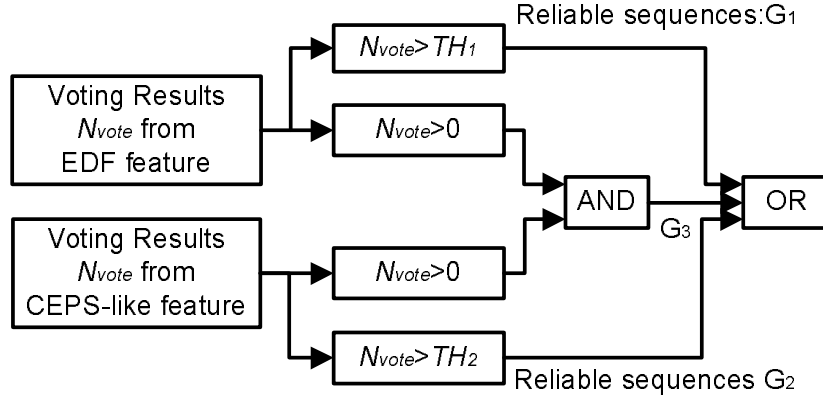 Reliable sequences:G1
Nvote>TH1
Voting Results
Nvote from
EDF feature
Nvote>0
AND
OR
G3
Voting Results
Nvote from
CEPS-like feature
Nvote>0
Nvote>TH2
Reliable sequences G2